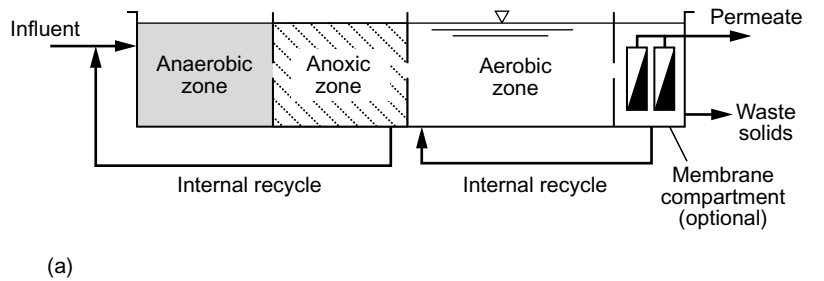 Influent
Anaerobic
zone
Anoxic
zone
Aerobic
zone
Permeate
Waste
solids
Internal recycle
Internal recycle
Membrane
compartment
(optional)
(a)